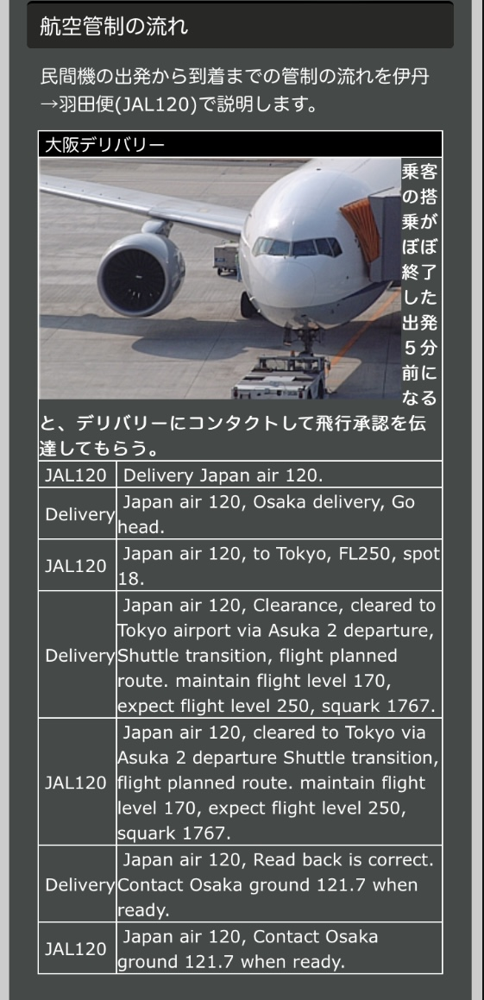 航空管制の流れ
民間機の出発から到着までの管制の流れを伊丹
→羽田便(JAL120)で説明します。
大阪デリバリー
乗客
の搭
乗が
ぼぼ
終了
した
出発
５分
前に
なる
と、デリバリーにコンタクトして飛行承認を伝
達してもらう。
JAL120
Delivery Japan air 120.
Delivery
Japan air 120, Osaka delivery, Go
head.
JAL120
Japan air 120, to Tokyo, FL250, spot
18.
Delivery
Japan air 120, Clearance, cleared to
Tokyo airport via Asuka 2 departure,
Shuttle transition, flight planned
route. maintain flight level 170,
expect flight level 250, squark 1767.
JAL120
Japan air 120, cleared to Tokyo via
Asuka 2 departure Shuttle transition,
flight planned route. maintain flight
level 170, expect flight level 250,
squark 1767.
Delivery
Japan air 120, Read back is correct.
Contact Osaka ground 121.7 when
ready.
JAL120
Japan air 120, Contact Osaka
ground 121.7 when ready.